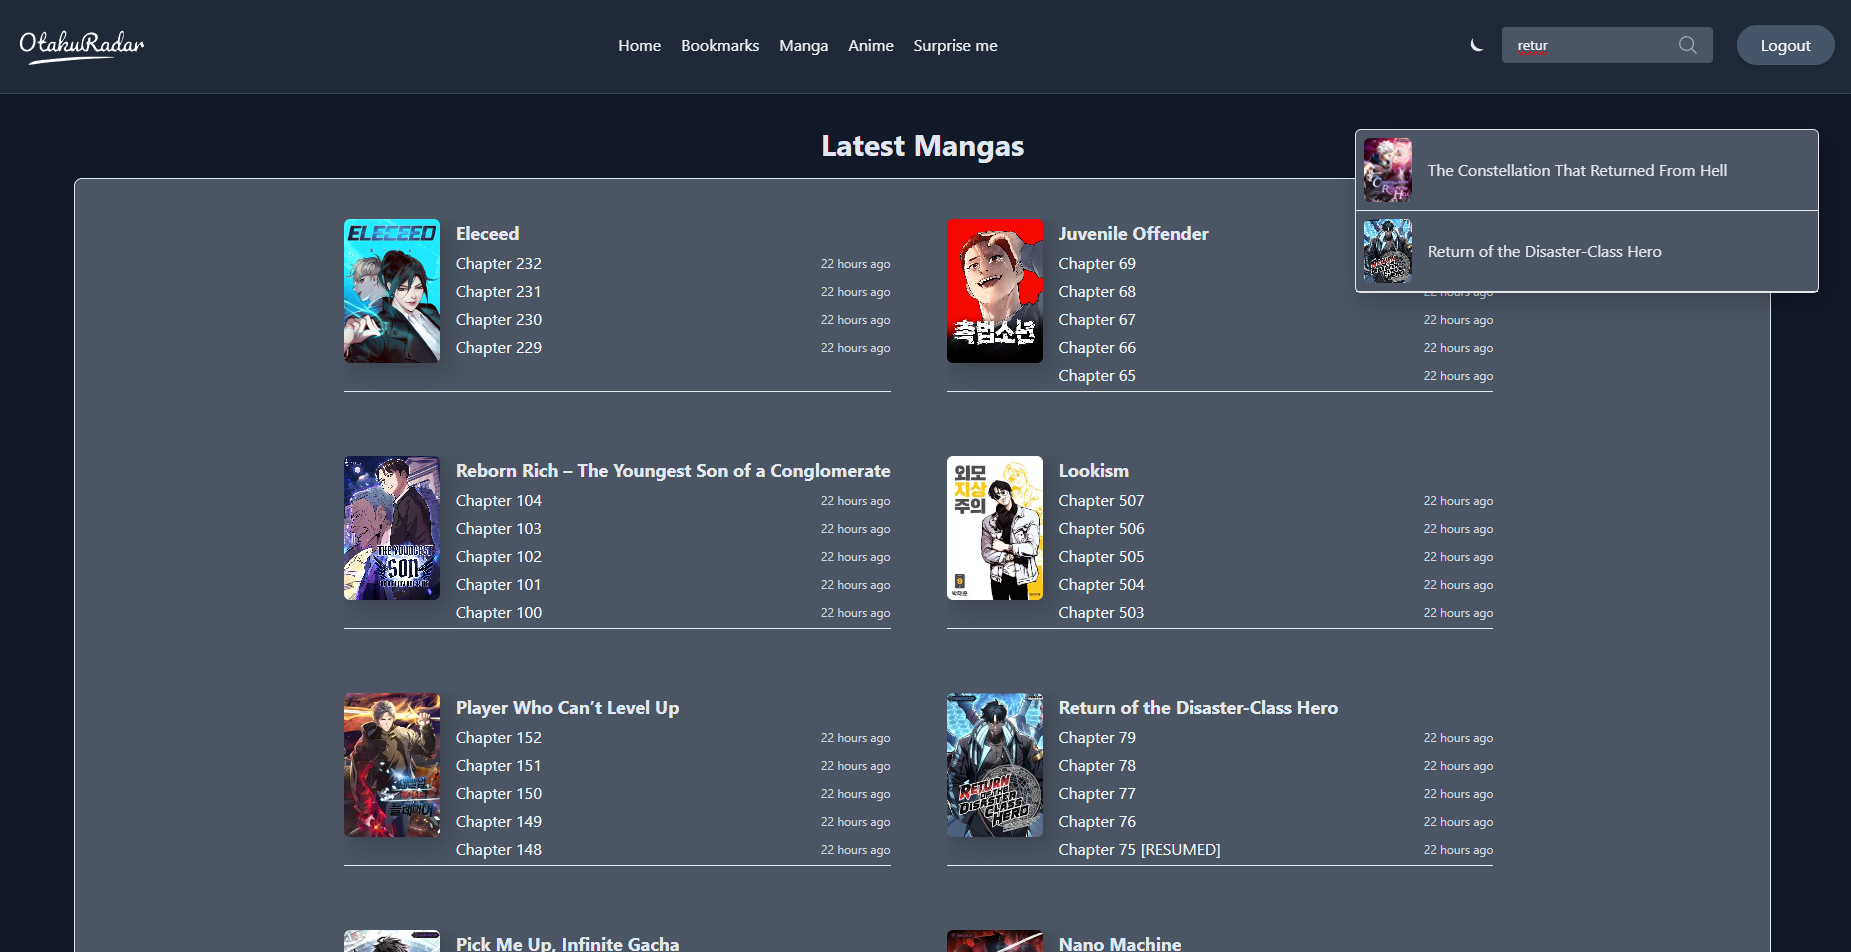 OtakuRadar
Home
Bookmarks
Manga
Anime
Surprise me
retur
Logout
Latest Mangas
The Constellation That Returned From Hell
Return of the Disaster-Class Hero
ELECEED
Eleceed
Chapter 232
22 hours ago
Chapter 231
22 hours ago
Chapter 230
22 hours ago
Chapter 229
22 hours ago
촉법소년
Juvenile Offender
Chapter 69
Chapter 68
22 hours ago
Chapter 67
22 hours ago
Chapter 66
22 hours ago
Chapter 65
22 hours ago
THE YOUNGEST
SON
Reborn Rich – The Youngest Son of a Conglomerate
Chapter 104
22 hours ago
Chapter 103
22 hours ago
Chapter 102
22 hours ago
Chapter 101
22 hours ago
Chapter 100
22 hours ago
외모
지상
주의
9
박태준
Lookism
Chapter 507
22 hours ago
Chapter 506
22 hours ago
Chapter 505
22 hours ago
Chapter 504
22 hours ago
Chapter 503
22 hours ago
플레이어
Player Who Can’t Level Up
Chapter 152
22 hours ago
Chapter 151
22 hours ago
Chapter 150
22 hours ago
Chapter 149
22 hours ago
Chapter 148
22 hours ago
RETURN
OF THE
DISASTER
CLASS
HERO
Return of the Disaster-Class Hero
Chapter 79
22 hours ago
Chapter 78
22 hours ago
Chapter 77
22 hours ago
Chapter 76
22 hours ago
Chapter 75 [RESUMED]
22 hours ago
Pick Me Up, Infinite Gacha
Nano Machine